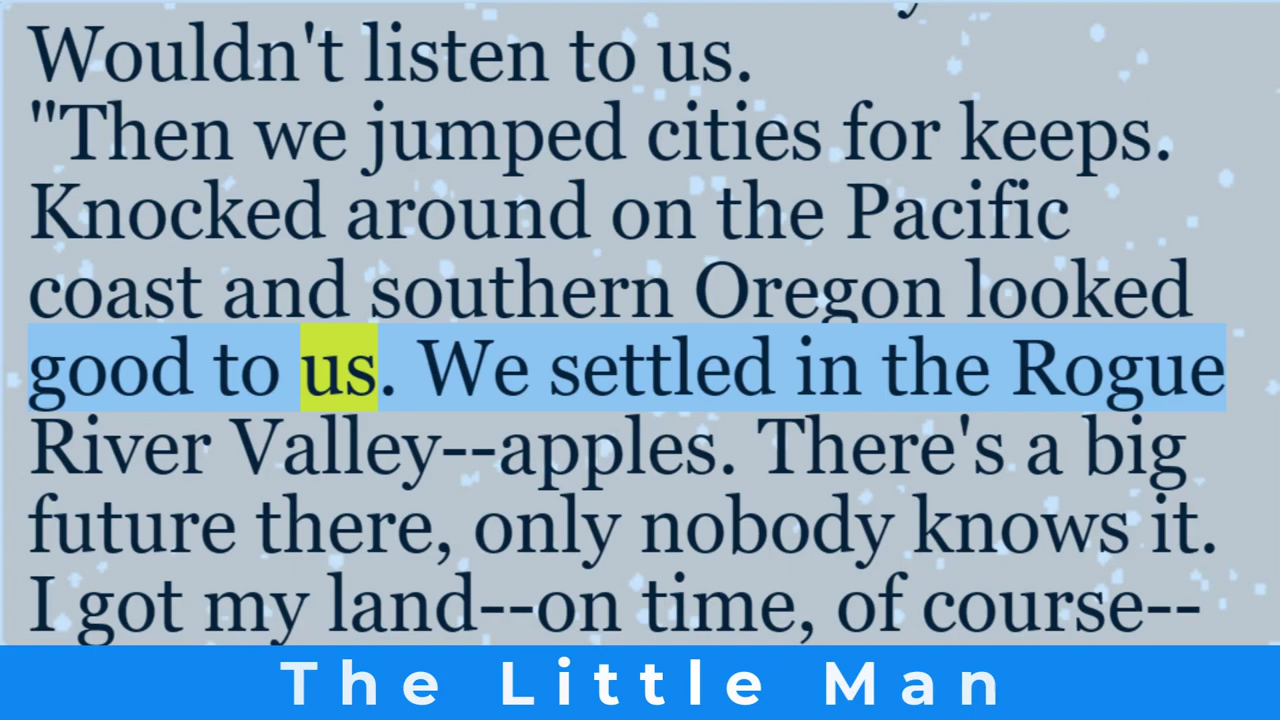 Wouldn't listen to us.
"Then we jumped cities for keeps.
Knocked around on the Pacific
coast and southern Oregon looked
good to us. We settled in the Rogue
River Valley--apples. There's a big
future there, only nobody knows it.
I got my land--on time, of course--
The Little Man